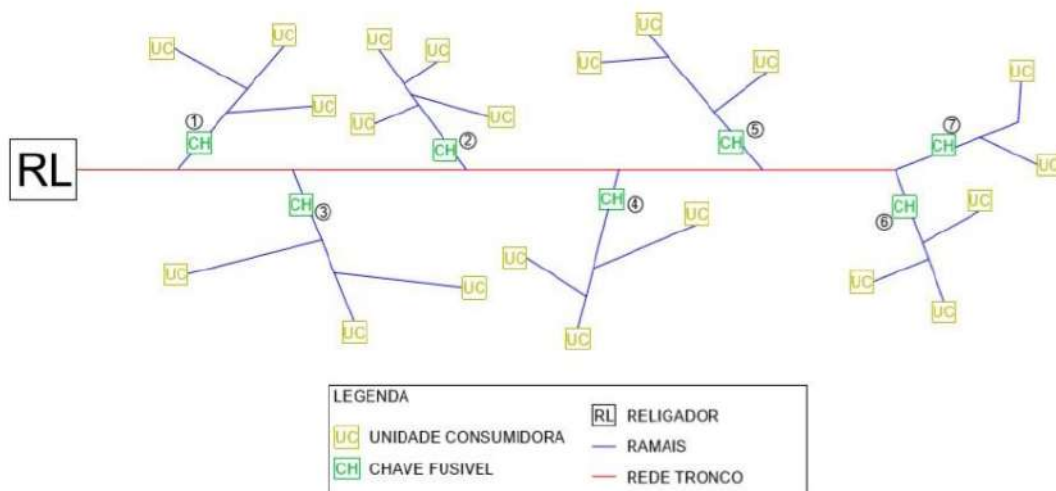 UC UC UC UC UC
UC UC UC
UC UC
UC UC
① ② ⑤ ⑦
CH CH CH CH
RL
UC
CH CH CH
③ ④ ⑥
UC UC
UC UC UC UC
UC UC UC
LEGENDA
UC UNIDADE CONSUMIDORA
CH CHAVE FUSIVEL
RL RELIGADOR
RAMAIS
REDE TRONCO